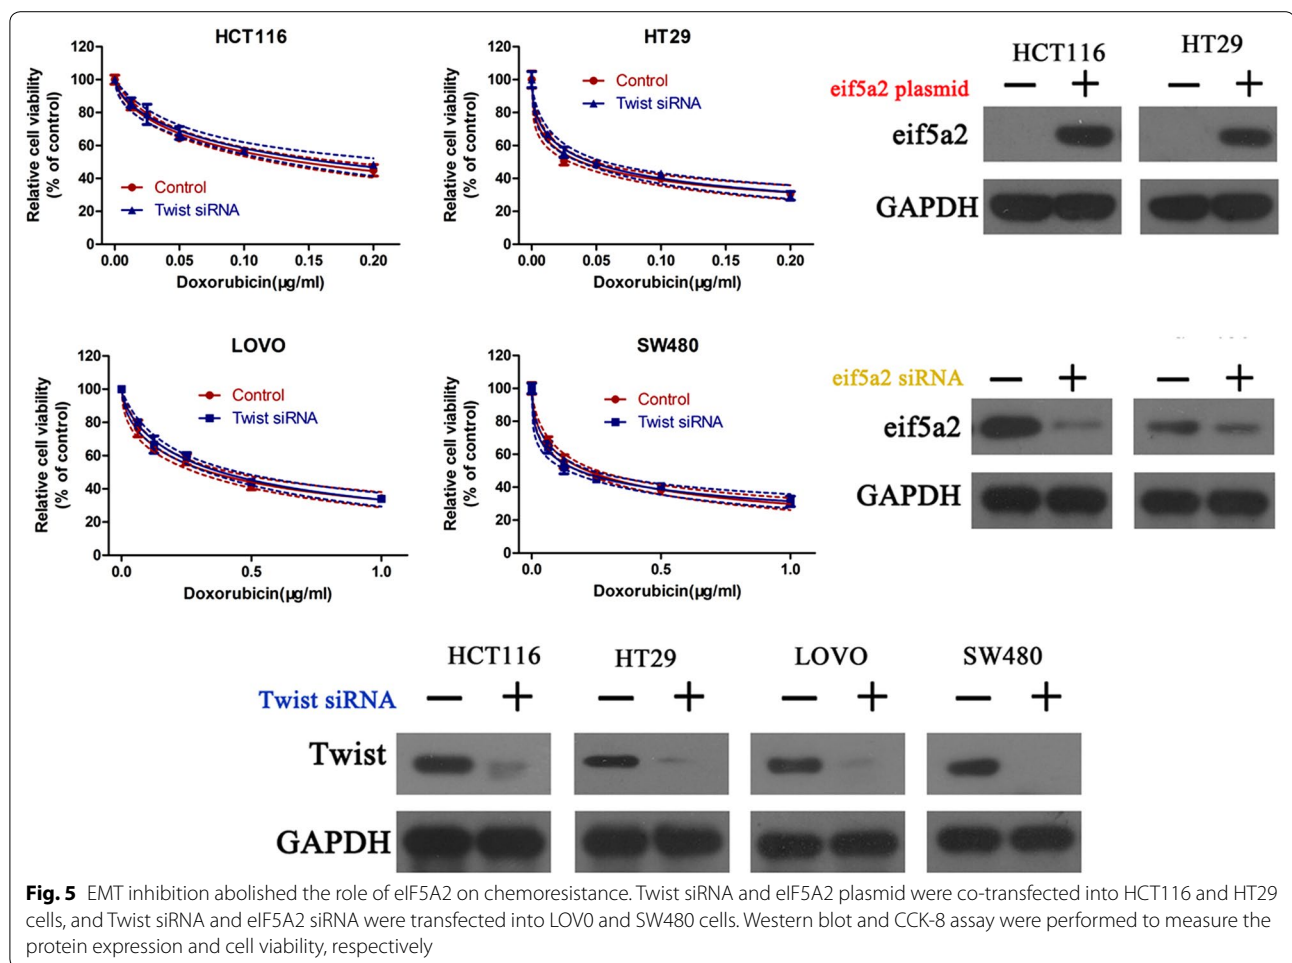 HCT116
120
100
80
60
40
20
0
Relative cell viability
(% of control)
Control
Twist siRNA
0.00 0.05 0.10 0.15 0.20
Doxorubicin(µg/ml)
HT29
120
100
80
60
40
20
0
Relative cell viability
(% of control)
Control
Twist siRNA
0.00 0.05 0.10 0.15 0.20
Doxorubicin(µg/ml)
HCT116 HT29
eif5a2 plasmid — + — +
eif5a2
GAPDH
LOVO
120
100
80
60
40
20
0
Relative cell viability
(% of control)
Control
Twist siRNA
0.0 0.5 1.0
Doxorubicin(µg/ml)
SW480
120
100
80
60
40
20
0
Relative cell viability
(% of control)
Control
Twist siRNA
0.0 0.5 1.0
Doxorubicin(µg/ml)
eif5a2 siRNA — + — +
eif5a2
GAPDH
HCT116 HT29 LOVO SW480
Twist siRNA — + — + — + — +
Twist
GAPDH
Fig. 5 EMT inhibition abolished the role of eIF5A2 on chemoresistance. Twist siRNA and eIF5A2 plasmid were co-transfected into HCT116 and HT29
cells, and Twist siRNA and eIF5A2 siRNA were transfected into LOV0 and SW480 cells. Western blot and CCK-8 assay were performed to measure the
protein expression and cell viability, respectively